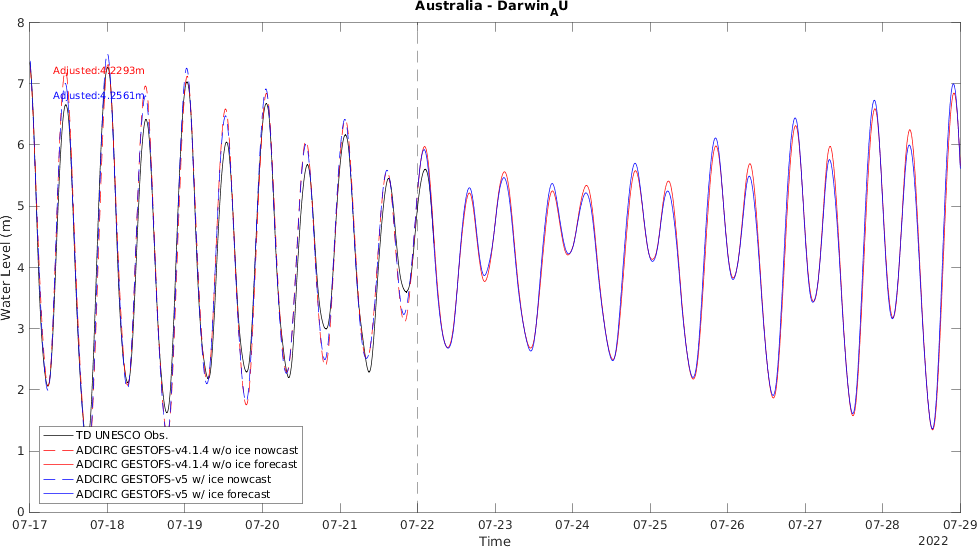 Australia - Darwin_AU
8
7
6
5
4
3
2
1
0
Water Level (m)
Adjusted:4.2293m
Adjusted:4.2561m
TD UNESCO Obs.
ADCIRC GESTOFS-v4.1.4 w/o ice nowcast
ADCIRC GESTOFS-v4.1.4 w/o ice forecast
ADCIRC GESTOFS-v5 w/ ice nowcast
ADCIRC GESTOFS-v5 w/ ice forecast
07-17 07-18 07-19 07-20 07-21 07-22 07-23 07-24 07-25 07-26 07-27 07-28 07-29
Time
2022